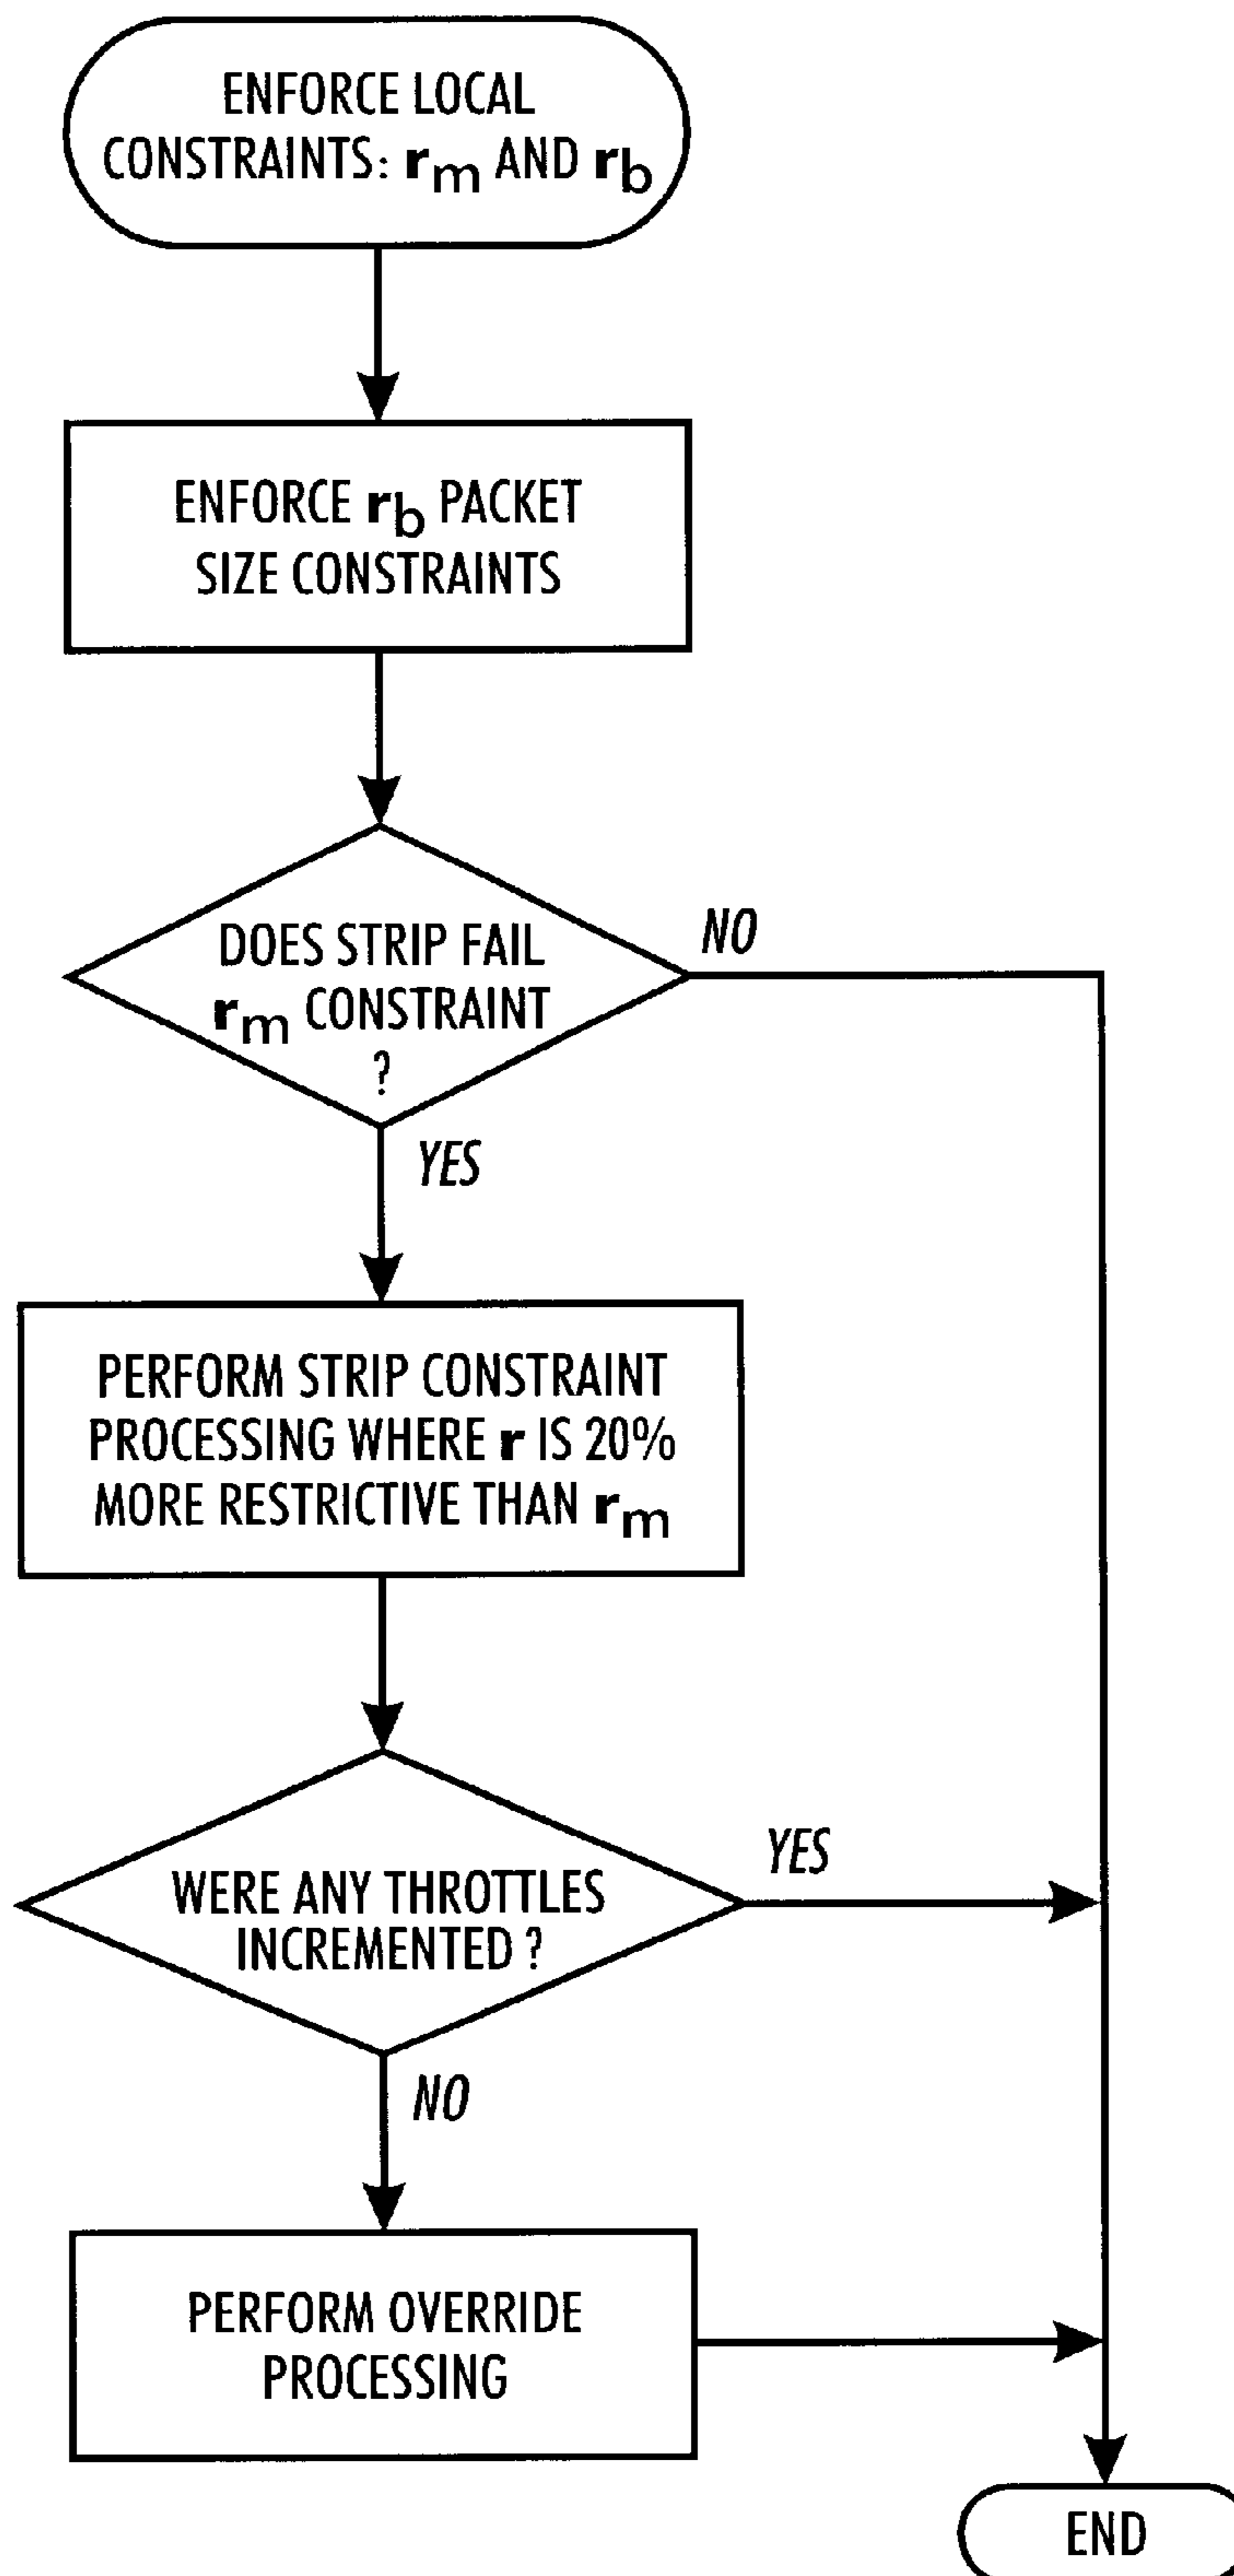 ENFORCE LOCAL
CONSTRAINTS: rm AND rb
ENFORCE rb PACKET
SIZE CONSTRAINTS
DOES STRIP FAIL
rm CONSTRAINT
?
NO
YES
PERFORM STRIP CONSTRAINT
PROCESSING WHERE r IS 20%
MORE RESTRICTIVE THAN rm
WERE ANY THROTTLES
INCREMENTED ?
YES
NO
PERFORM OVERRIDE
PROCESSING
END